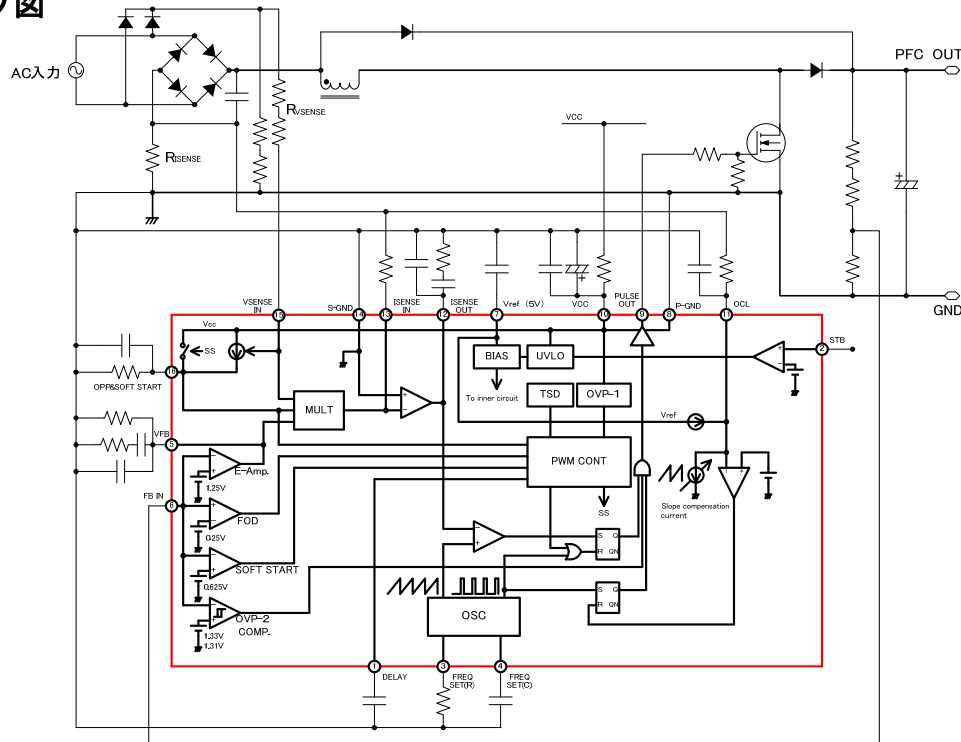 図
AC入力
PFC OUT
RVSENSE
VCC
RISENSE
GND
VSENSE IN
S-GND
ISENSE IN
ISENSE OUT
Vref (5V)
VCC
PULSE OUT
P-GND
OCL
15
14
13
12
7
10
9
8
11
Vcc
SS
BIAS
UVLO
STB
2
16
OPP&SOFT START
To inner circuit
TSD
OVP-1
MULT
Vref
VFB
5
E-Amp.
1.25V
PWM CONT
Slope compensation
current
FB IN
6
FOD
0.25V
SS
SOFT START
0.625V
S Q
R QN
OVP-2
COMP.
1.33V
1.31V
OSC
S Q
R QN
1
3
4
DELAY
FREQ
SET(R)
FREQ
SET(C)